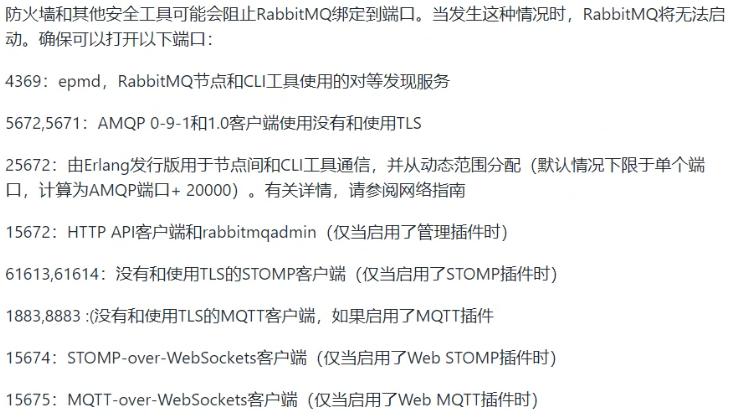 防火墙和其他安全工具可能会阻止RabbitMQ绑定到端口。当发生这种情况时，RabbitMQ将无法启
动。确保可以打开以下端口：
4369：epmd，RabbitMQ节点和CLI工具使用的对等发现服务
5672,5671：AMQP 0-9-1和1.0客户端使用没有和使用TLS
25672：由Erlang发行版用于节点间和CLI工具通信，并从动态范围分配（默认情况下限于单个端
口，计算为AMQP端口+ 20000）。有关详情，请参阅网络指南
15672：HTTP API客户端和rabbitmqadmin（仅当启用了管理插件时）
61613,61614：没有和使用TLS的STOMP客户端（仅当启用了STOMP插件时）
1883,8883 :(没有和使用TLS的MQTT客户端，如果启用了MQTT插件
15674：STOMP-over-WebSockets客户端（仅当启用了Web STOMP插件时）
15675：MQTT-over-WebSockets客户端（仅当启用了Web MQTT插件时）